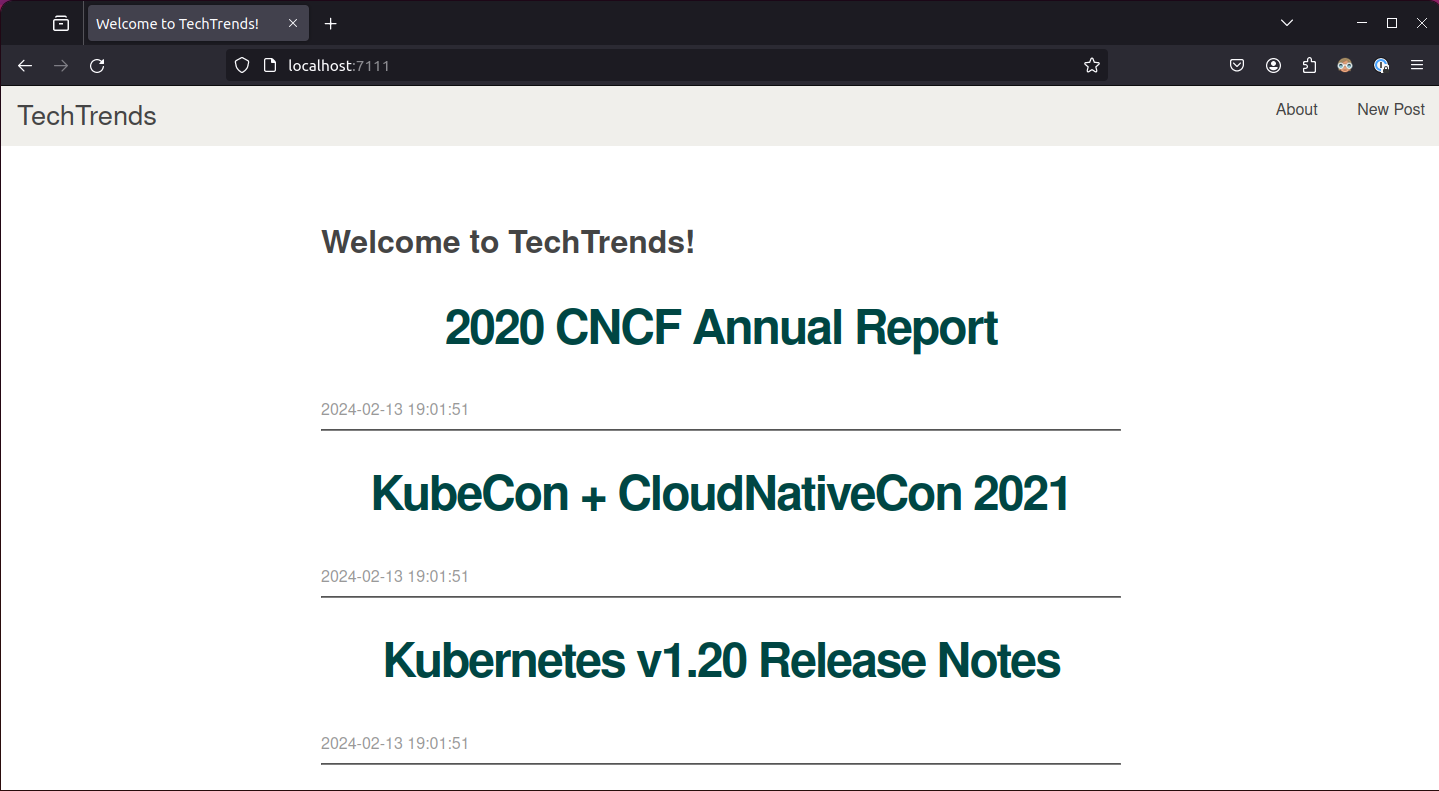 Welcome to TechTrends!
localhost:7111
TechTrends
About
New Post
Welcome to TechTrends!
2020 CNCF Annual Report
2024-02-13 19:01:51
KubeCon + CloudNativeCon 2021
2024-02-13 19:01:51
Kubernetes v1.20 Release Notes
2024-02-13 19:01:51